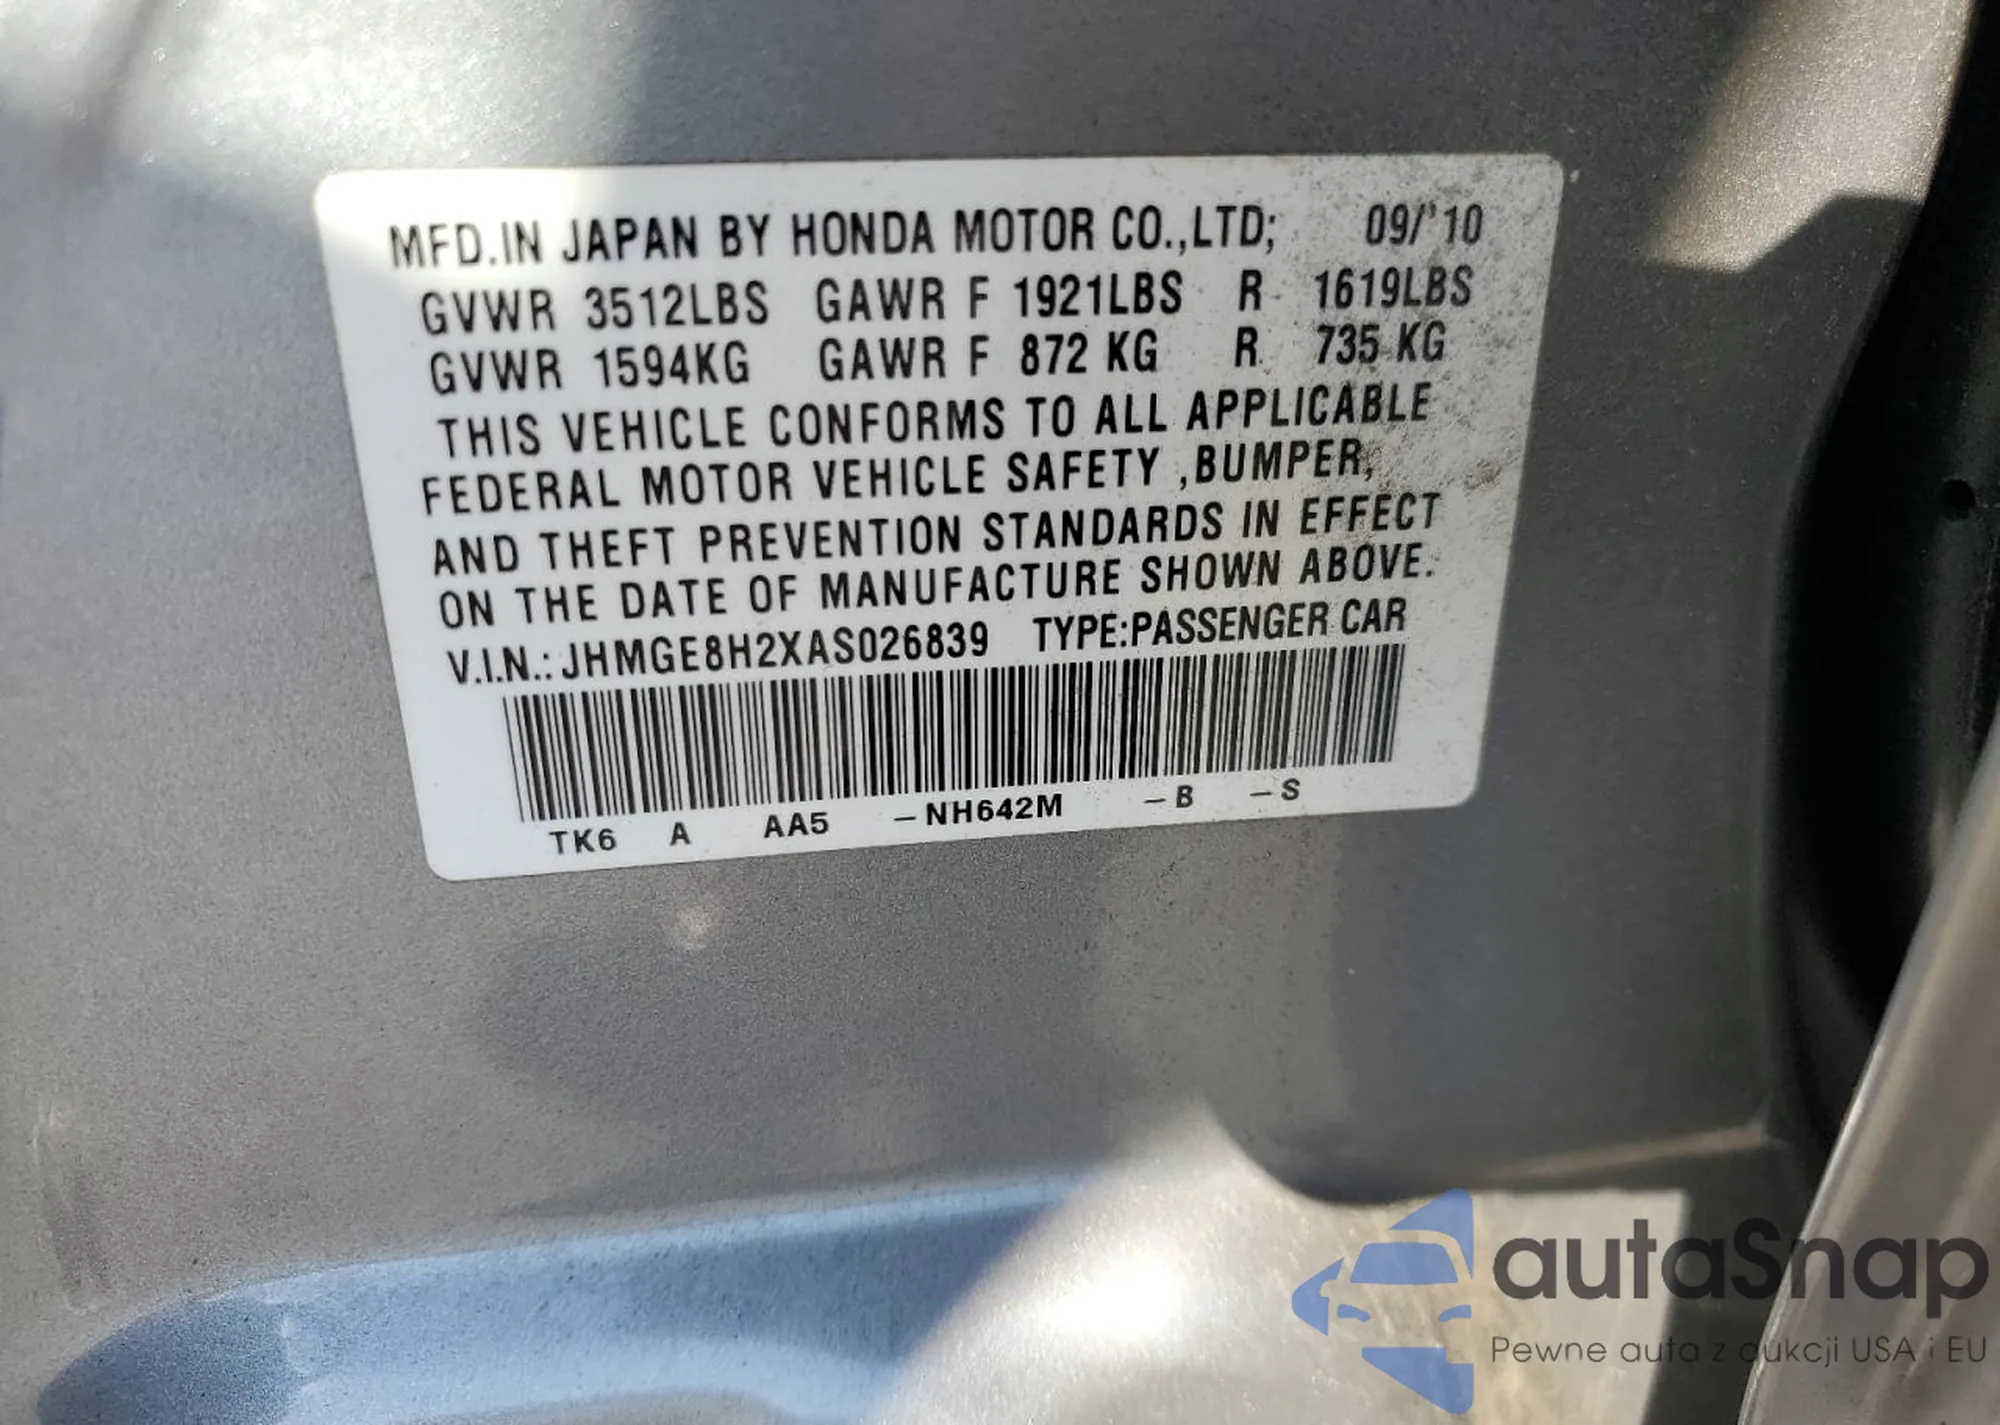 MFD.IN JAPAN BY HONDA MOTOR CO.,LTD; 09/'10
GVWR 3512LBS GAWR F 1921LBS R 1619LBS
GVWR 1594KG GAWR F 872 KG R 735 KG
THIS VEHICLE CONFORMS TO ALL APPLICABLE
FEDERAL MOTOR VEHICLE SAFETY ,BUMPER,
AND THEFT PREVENTION STANDARDS IN EFFECT
ON THE DATE OF MANUFACTURE SHOWN ABOVE.
V.I.N.: JHMGE8H2XAS026839 TYPE:PASSENGER CAR
TK6 A AA5 –NH642M –B –S
autaSnap
Pewne auta z aukcji USA i EU